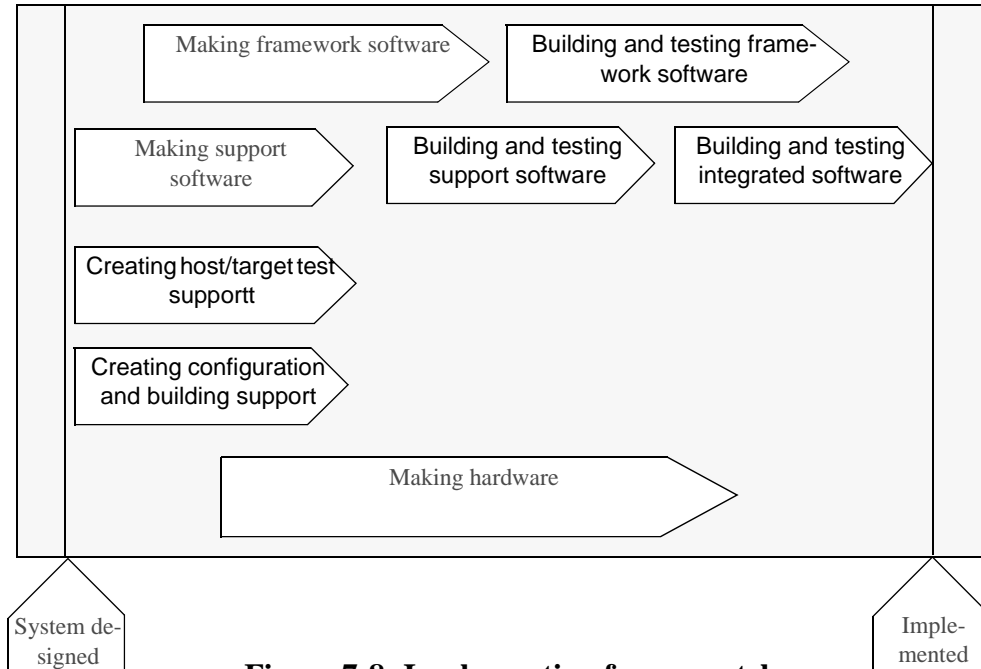 Making framework software
Building and testing frame-
work software
Making support
software
Building and testing
support software
Building and testing
integrated software
Creating host/target test
supportt
Creating configuration
and building support
Making hardware
System de-
signed
Imple-
mented